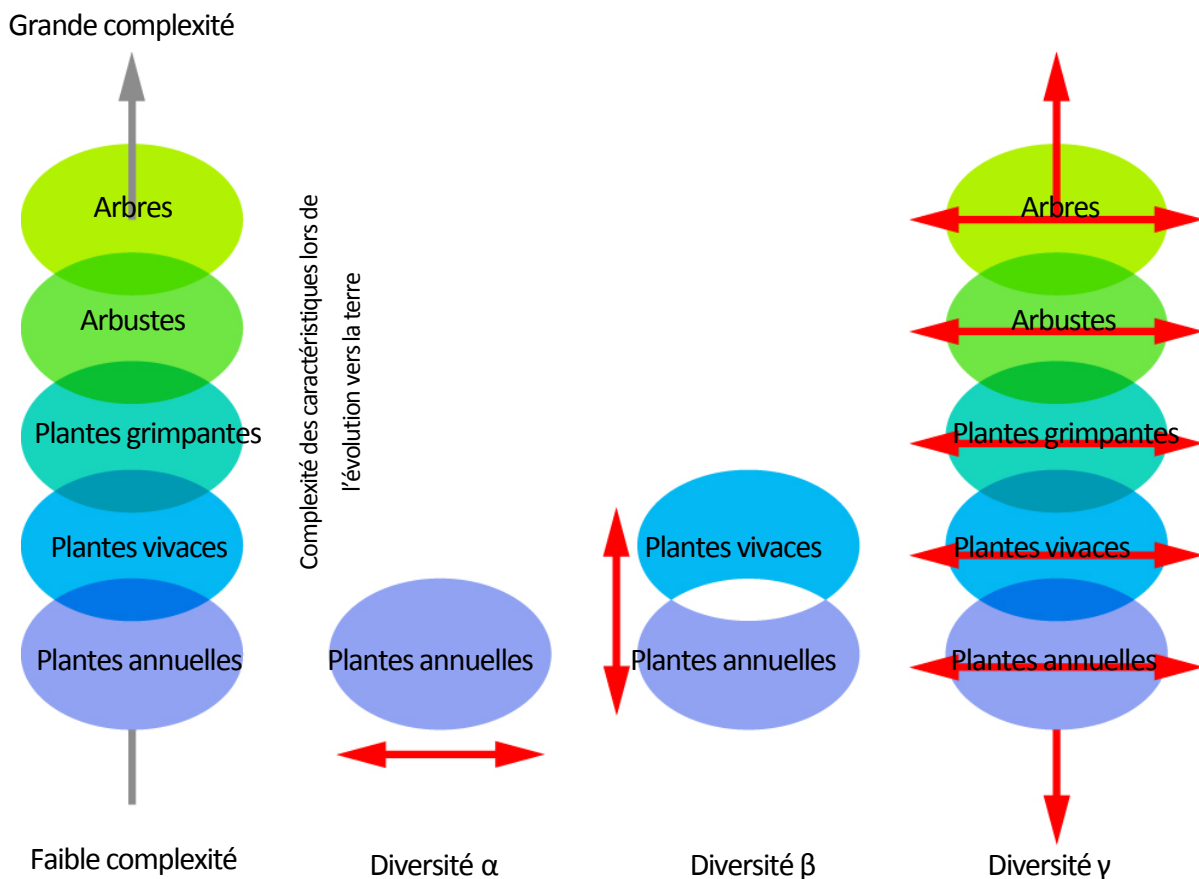 Grande complexité
Arbres
Arbustes
Plantes grimpantes
Plantes vivaces
Plantes annuelles
Faible complexité
Complexité des caractéristiques lors de
l'évolution vers la terre
Plantes annuelles
Diversité α
Plantes vivaces
Plantes annuelles
Diversité β
Arbres
Arbustes
Plantes grimpantes
Plantes vivaces
Plantes annuelles
Diversité γ